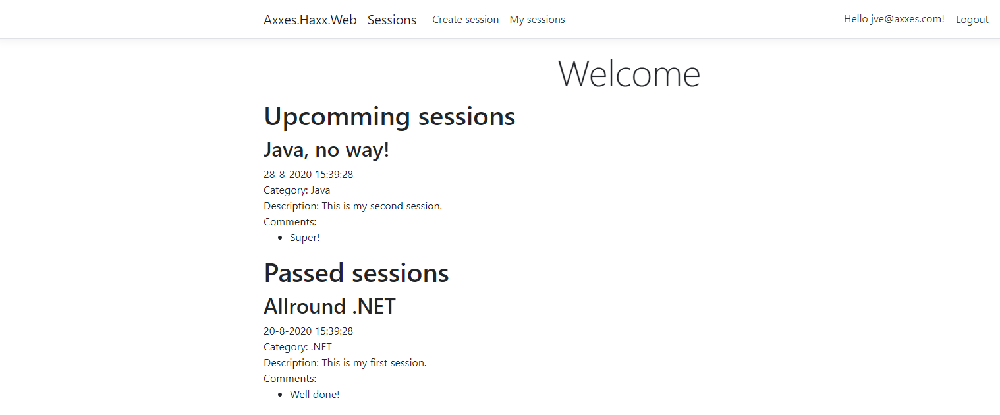 Axxes.Haxx.Web Sessions Create session My sessions Hello jve@axxes.com! Logout
Welcome
Upcomming sessions
Java, no way!
28-8-2020 15:39:28
Category: Java
Description: This is my second session.
Comments:
• Super!
Passed sessions
Allround .NET
20-8-2020 15:39:28
Category: .NET
Description: This is my first session.
Comments:
• Well done!